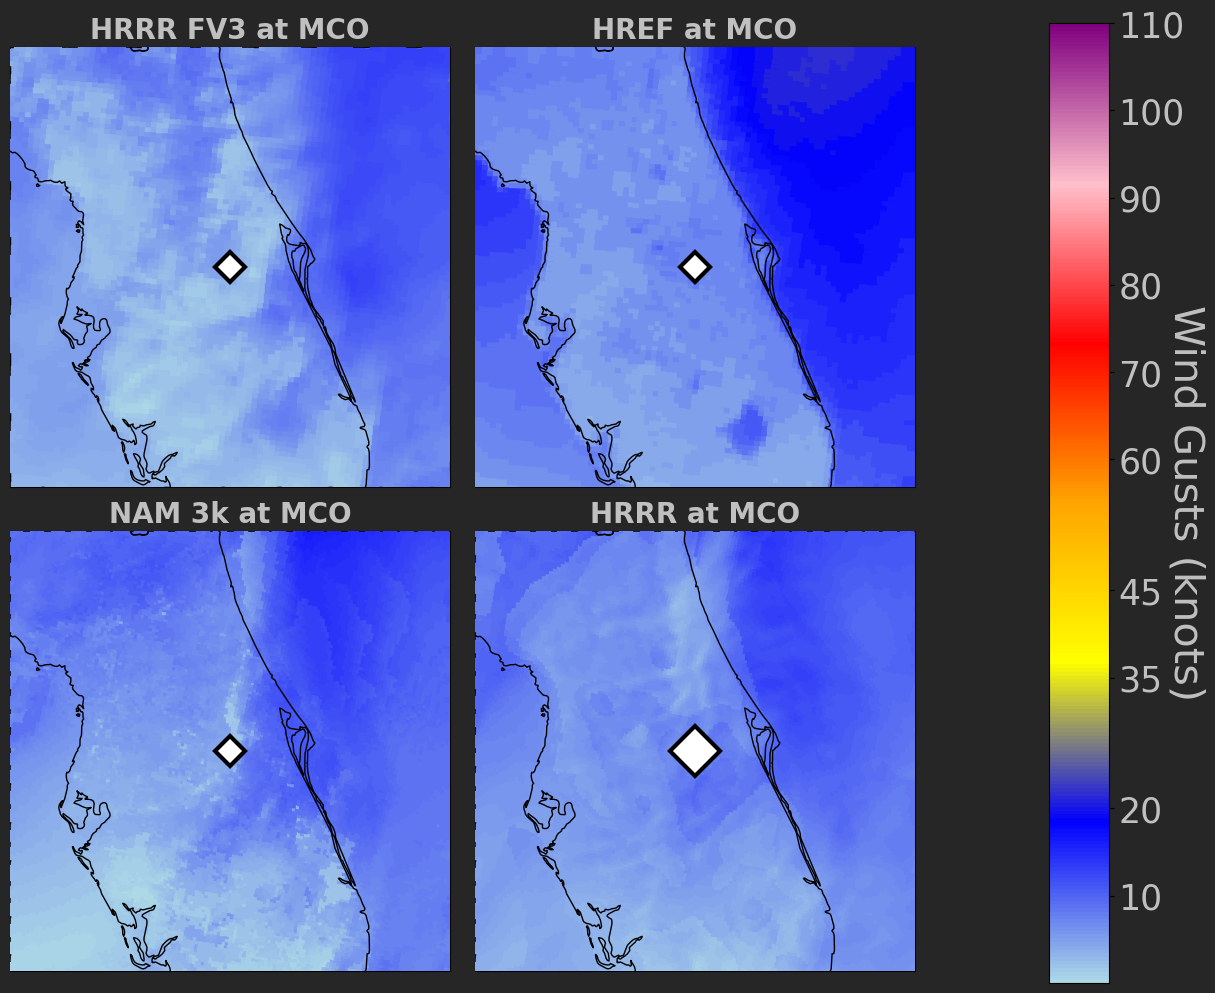 HRRR FV3 at MCO
HREF at MCO
NAM 3k at MCO
HRRR at MCO
110
100
90
80
70
60
45
35
20
10
Wind Gusts (knots)